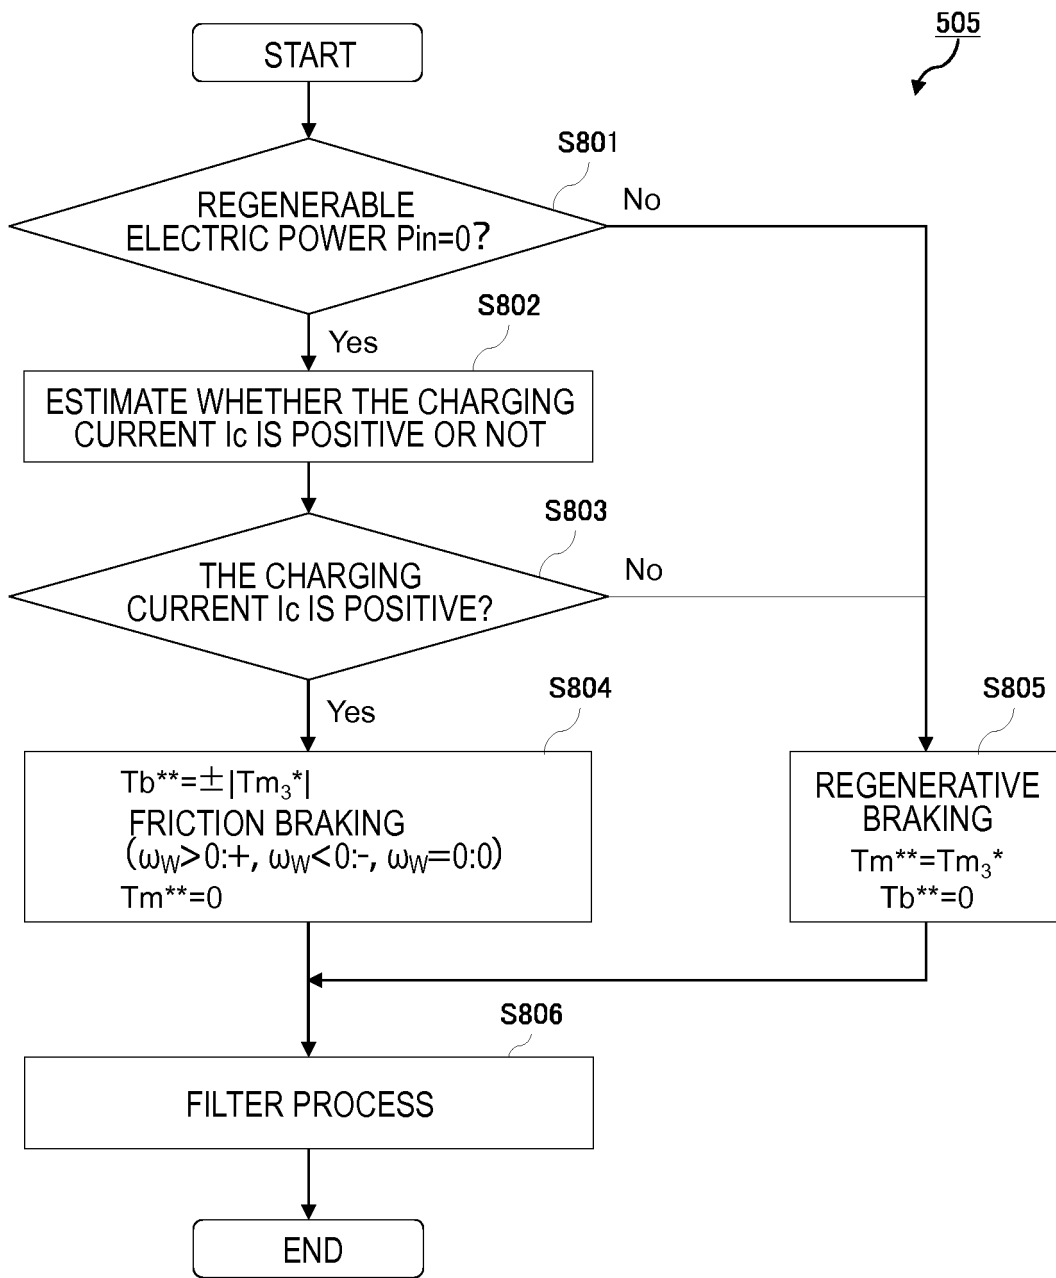 505
START
S801
REGENERABLE
ELECTRIC POWER Pin=0?
No
Yes
S802
ESTIMATE WHETHER THE CHARGING
CURRENT Ic IS POSITIVE OR NOT
S803
THE CHARGING
CURRENT Ic IS POSITIVE?
No
Yes
S804
Tb**=±|Tm₃*|
FRICTION BRAKING
(ωW>0:+, ωW<0:-, ωW=0:0)
Tm**=0
S805
REGENERATIVE
BRAKING
Tm**=Tm₃*
Tb**=0
S806
FILTER PROCESS
END